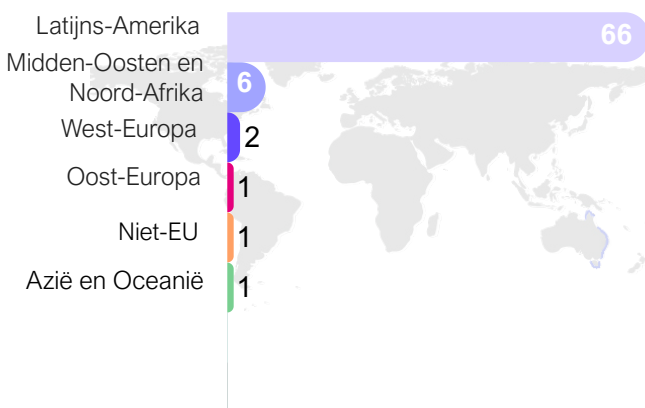 Latijns-Amerika 66
Midden-Oosten en
Noord-Afrika 6
West-Europa 2
Oost-Europa 1
Niet-EU 1
Azië en Oceanië 1